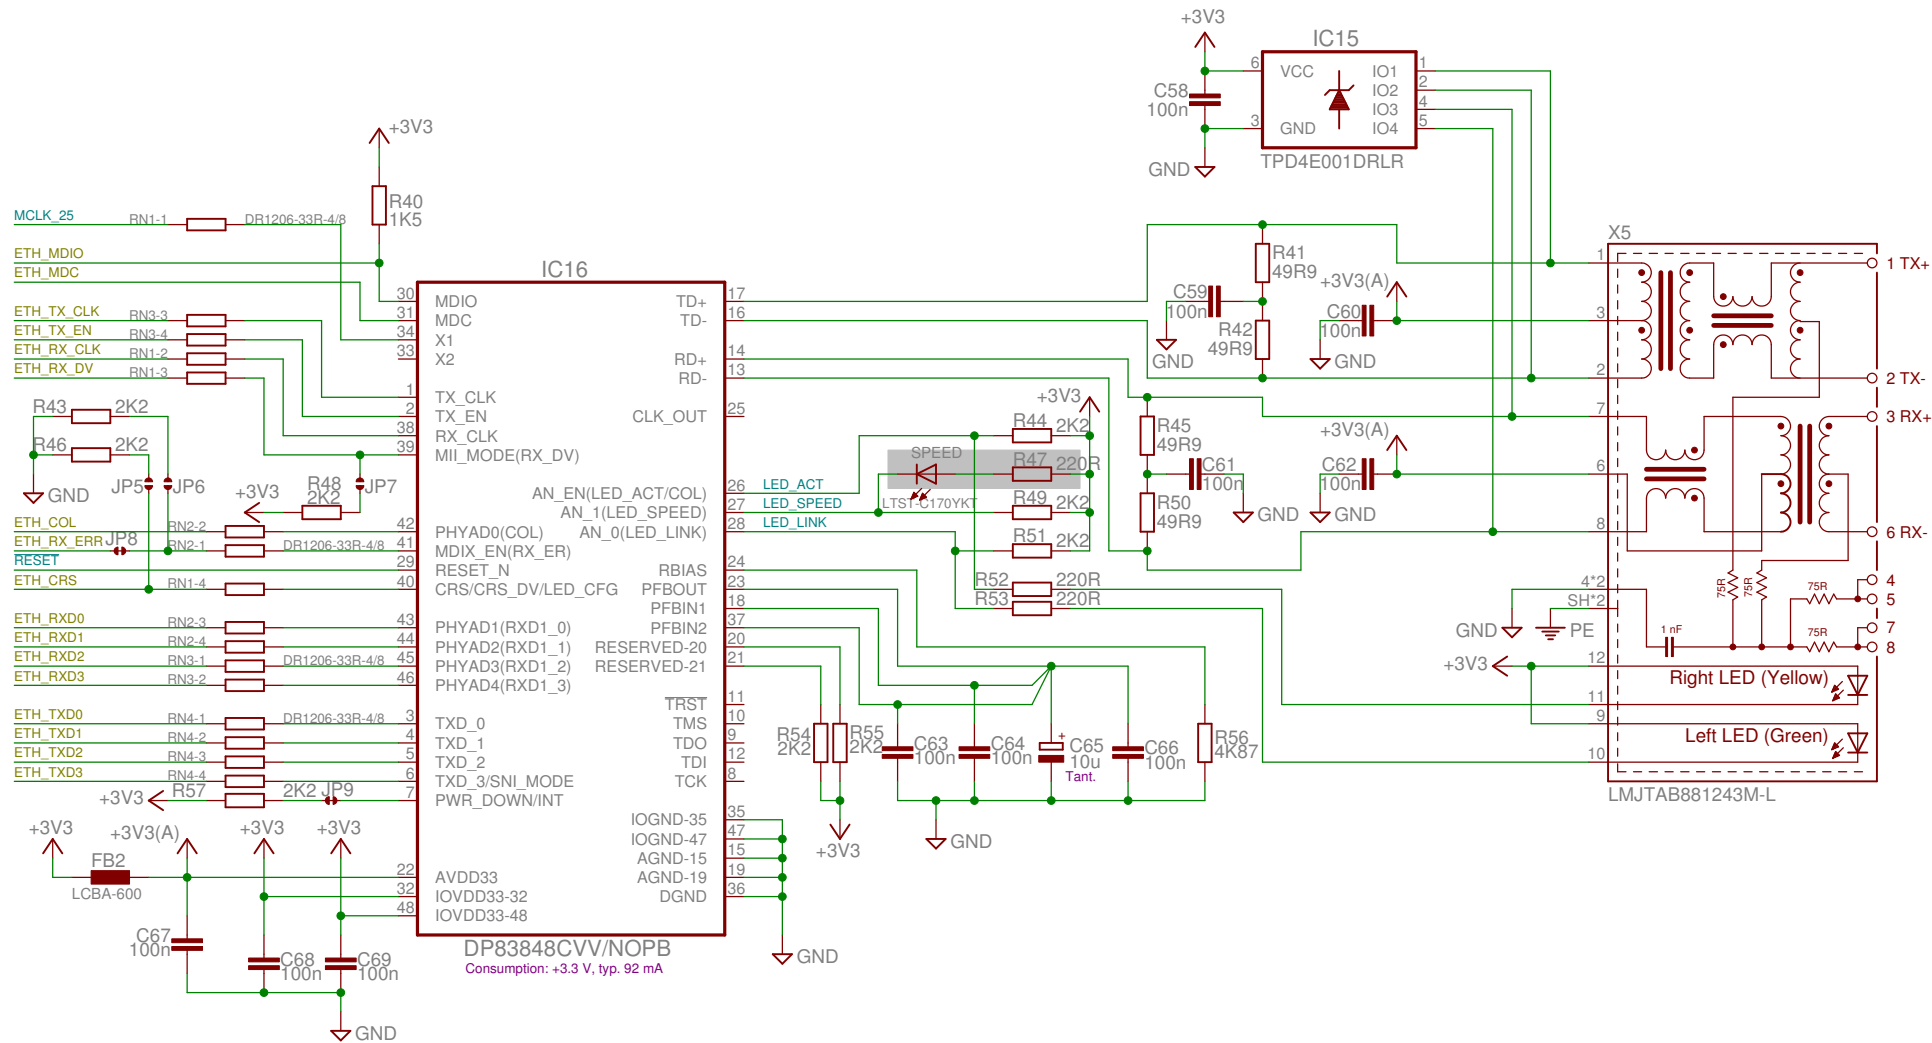 +3V3
IC15
6 VCC IO1 1
IO2 2
IO3 4
3 GND IO4 5
C58
100n
GND
TPD4E001DRLR
+3V3
R40
1K5
MCLK_25 RN1-1 DR1206-33R-4/8
ETH_MDIO
ETH_MDC
ETH_TX_CLK RN3-3
ETH_TX_EN RN3-4
ETH_RX_CLK RN1-2
ETH_RX_DV RN1-3
R43 2K2
R46 2K2
GND
JP5 JP6
+3V3 R48
2K2
JP7
ETH_COL RN2-2
ETH_RX_ERR JP8 RN2-1 DR1206-33R-4/8
RESET
ETH_CRS RN1-4
ETH_RXD0 RN2-3
ETH_RXD1 RN2-4
ETH_RXD2 RN3-1 DR1206-33R-4/8
ETH_RXD3 RN3-2
ETH_TXD0 RN4-1 DR1206-33R-4/8
ETH_TXD1 RN4-2
ETH_TXD2 RN4-3
ETH_TXD3 RN4-4
+3V3 R57 2K2 JP9
+3V3 +3V3(A) +3V3 +3V3
FB2
LCBA-600
C67
100n
C68
100n
C69
100n
GND
IC16
30 MDIO
31 MDC
34 X1
33 X2
1 TX_CLK
2 TX_EN
38 RX_CLK
39 MII_MODE(RX_DV)
42 PHYAD0(COL)
41 MDIX_EN(RX_ER)
29 RESET_N
40 CRS/CRS_DV/LED_CFG
43 PHYAD1(RXD1_0)
44 PHYAD2(RXD1_1)
45 PHYAD3(RXD1_2)
46 PHYAD4(RXD1_3)
3 TXD_0
4 TXD_1
5 TXD_2
6 TXD_3/SNI_MODE
7 PWR_DOWN/INT
22 AVDD33
32 IOVDD33-32
48 IOVDD33-48
TD+ 17
TD- 16
RD+ 14
RD- 13
CLK_OUT 25
AN_EN(LED_ACT/COL) 26 LED_ACT
AN_1(LED_SPEED) 27 LED_SPEED
AN_0(LED_LINK) 28 LED_LINK
RBIAS 24
PFBOUT 23
PFBIN1 18
PFBIN2 37
RESERVED-20 20
RESERVED-21 21
TRST 11
TMS 10
TDO 9
TDI 12
TCK 8
IOGND-35 35
IOGND-47 47
AGND-15 15
AGND-19 19
DGND 36
DP83848CVV/NOPB
Consumption: +3.3 V, typ. 92 mA
GND
+3V3
R44 2K2
SPEED
R47 220R
LTST-C170YKT
R49 2K2
R51 2K2
R52 220R
R53 220R
R54
2K2
R55
2K2
+3V3
C63
100n
C64
100n
+
C65
10u
Tant.
C66
100n
R56
4K87
GND
R41
49R9
C59
100n
R42
49R9
GND
+3V3(A)
C60
100n
GND
R45
49R9
C61
100n
R50
49R9
GND
+3V3(A)
C62
100n
GND
X5
1
3
2
7
6
8
4*2
SH*2
GND
PE
+3V3
12
11
9
10
1 TX+
2 TX-
3 RX+
6 RX-
75R
75R
75R
4
5
7
75R
8
1 nF
Right LED (Yellow)
Left LED (Green)
LMJTAB881243M-L